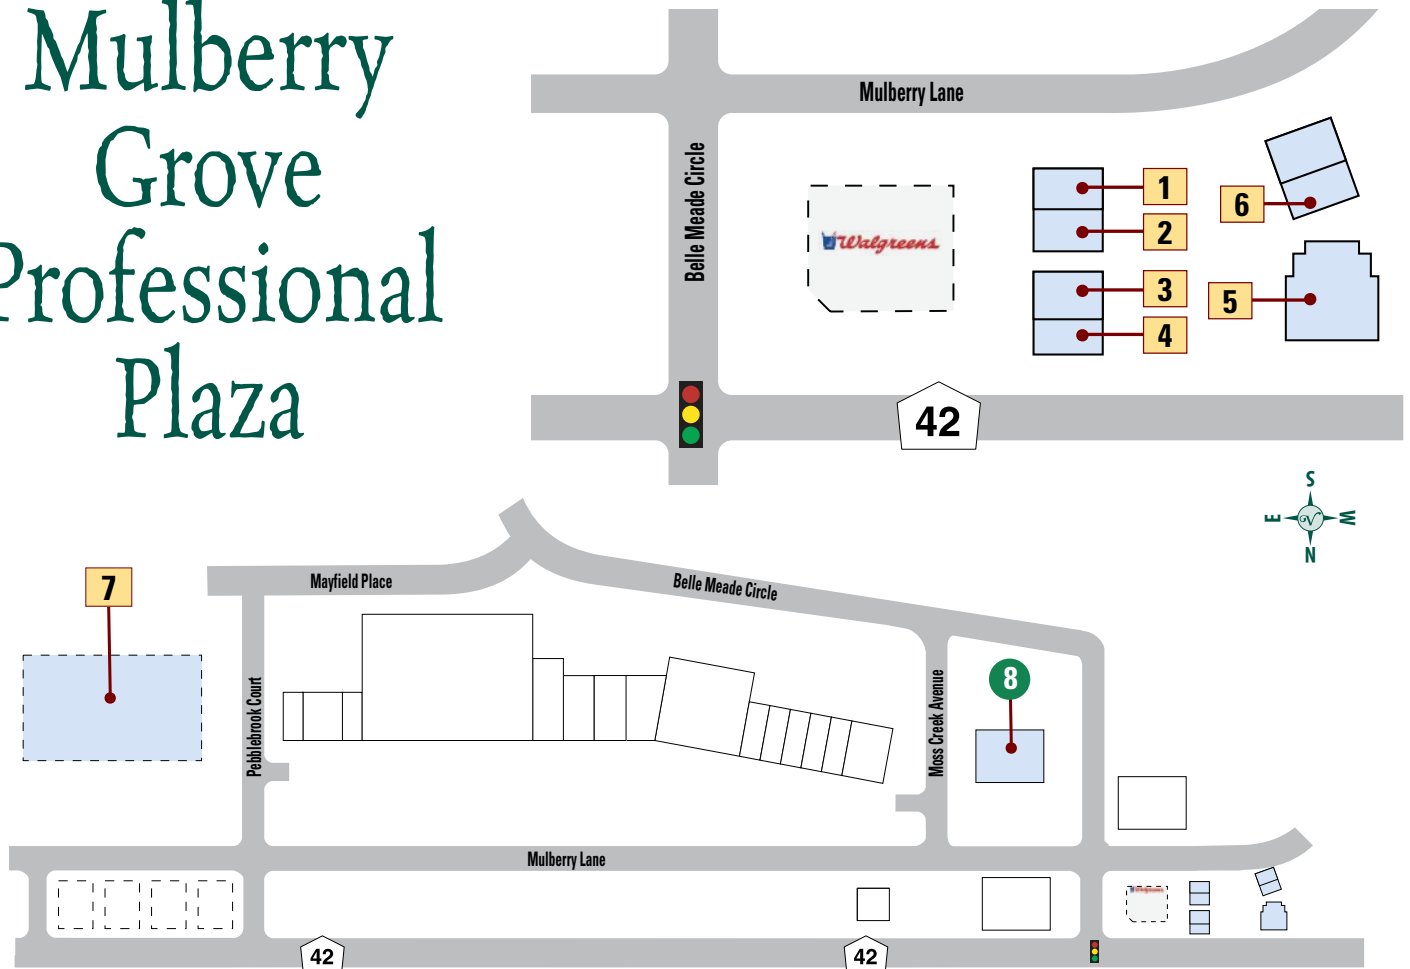 Mulberry
Grove
Professional
Plaza
Mulberry Lane
Belle Meade Circle
Walgreens
1
2
3
4
5
6
42
S
E
W
N
7
Mayfield Place
Belle Meade Circle
Pebblebrook Court
Moss Creek Avenue
8
Mulberry Lane
Walgreens
42
42